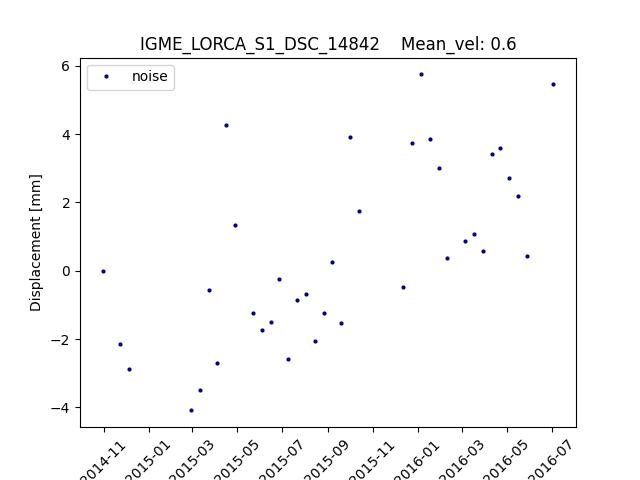 IGME_LORCA_S1_DSC_14842    Mean_vel: 0.6
noise
Displacement [mm]
6
4
2
0
−2
−4
2014-11 2015-01 2015-03 2015-05 2015-07 2015-09 2015-11 2016-01 2016-03 2016-05 2016-07